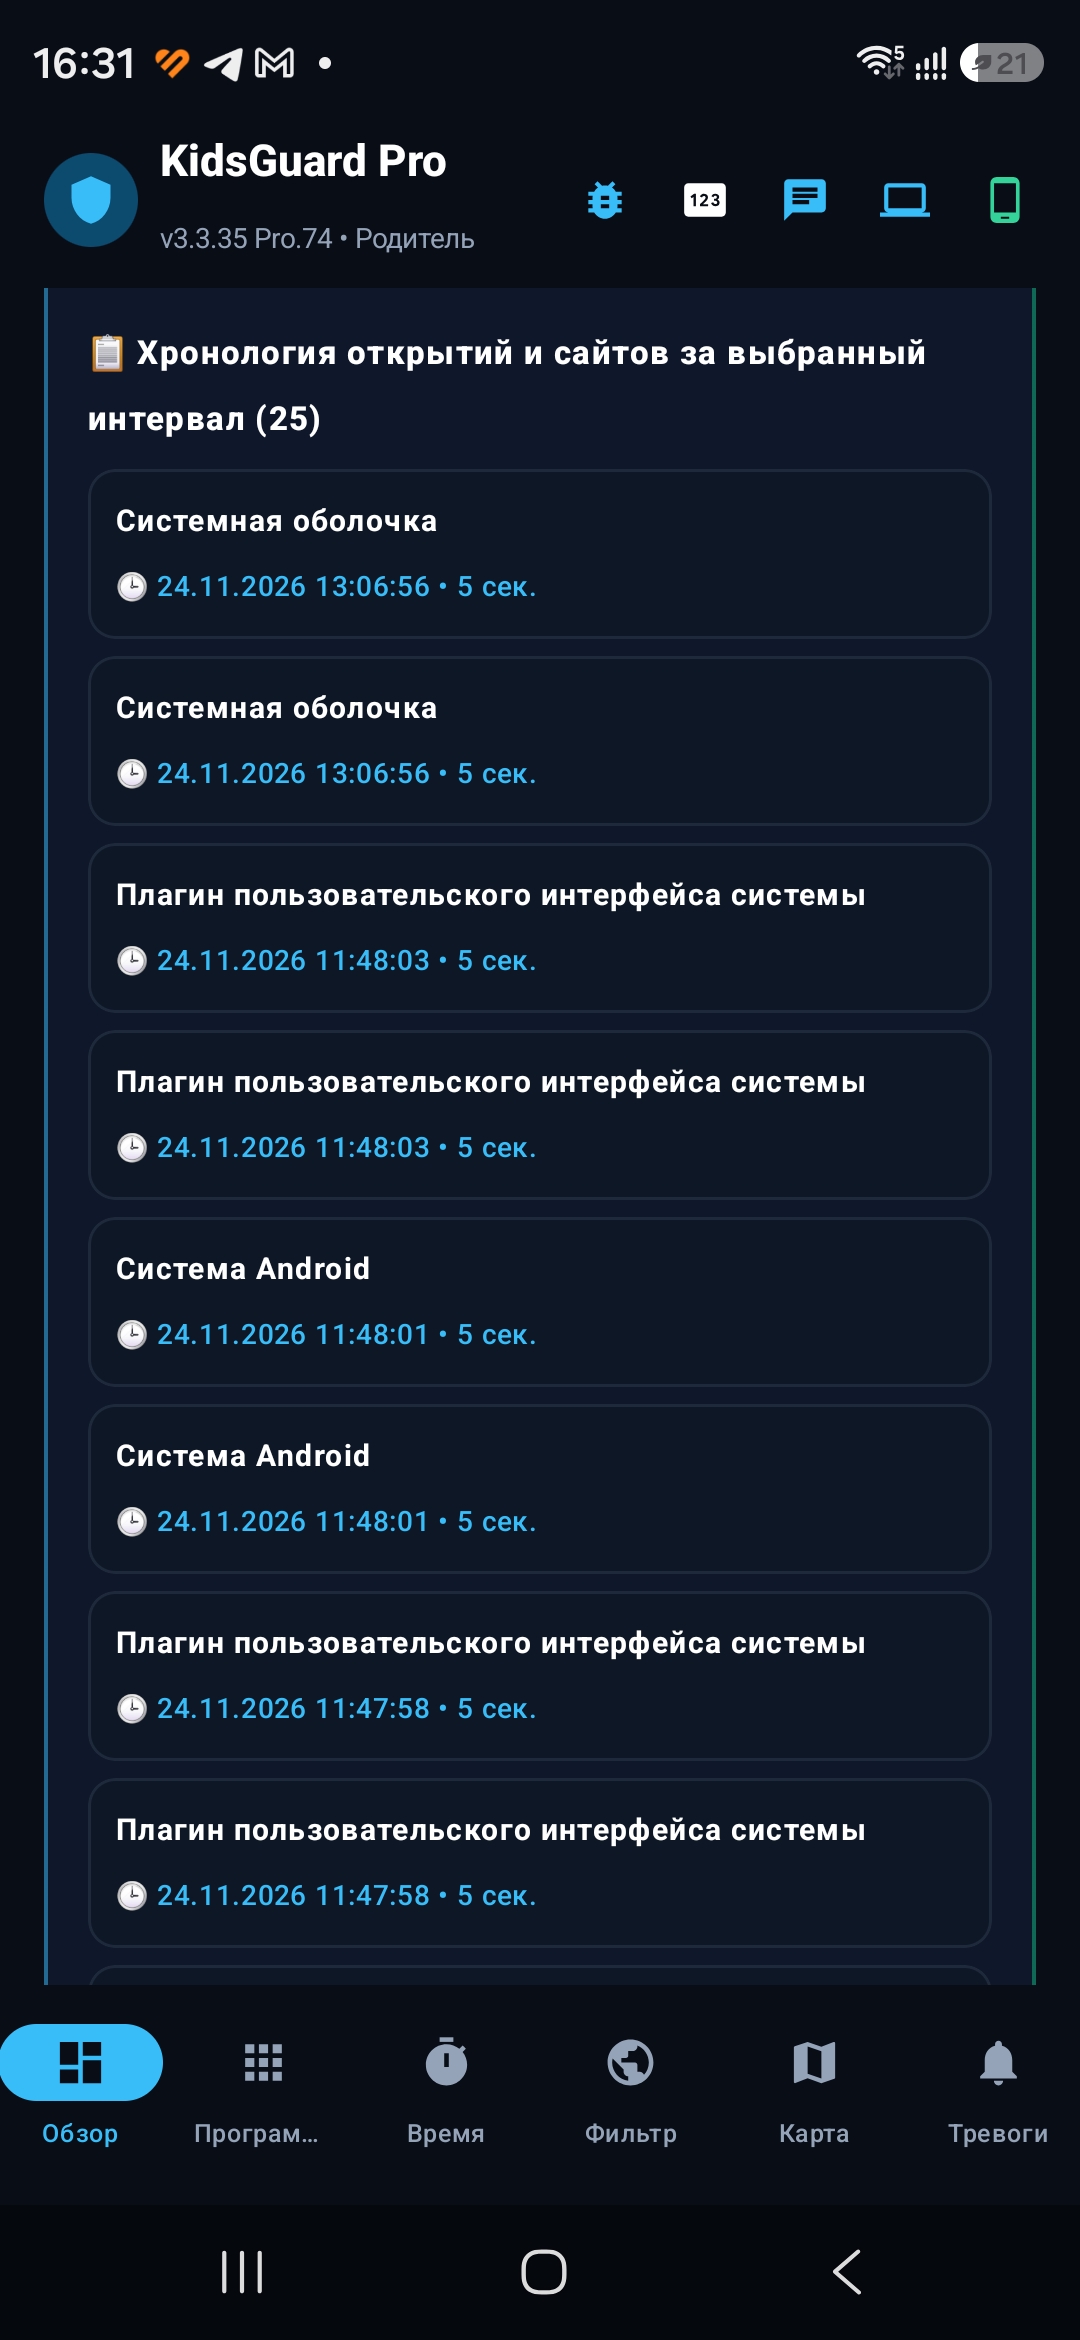 16:31
5
21
KidsGuard Pro
v3.3.35 Pro.74 • Родитель
123
📋 Хронология открытий и сайтов за выбранный
интервал (25)
Системная оболочка
🕒 24.11.2026 13:06:56 • 5 сек.
Системная оболочка
🕒 24.11.2026 13:06:56 • 5 сек.
Плагин пользовательского интерфейса системы
🕒 24.11.2026 11:48:03 • 5 сек.
Плагин пользовательского интерфейса системы
🕒 24.11.2026 11:48:03 • 5 сек.
Система Android
🕒 24.11.2026 11:48:01 • 5 сек.
Система Android
🕒 24.11.2026 11:48:01 • 5 сек.
Плагин пользовательского интерфейса системы
🕒 24.11.2026 11:47:58 • 5 сек.
Плагин пользовательского интерфейса системы
🕒 24.11.2026 11:47:58 • 5 сек.
Обзор Програм... Время Фильтр Карта Тревоги